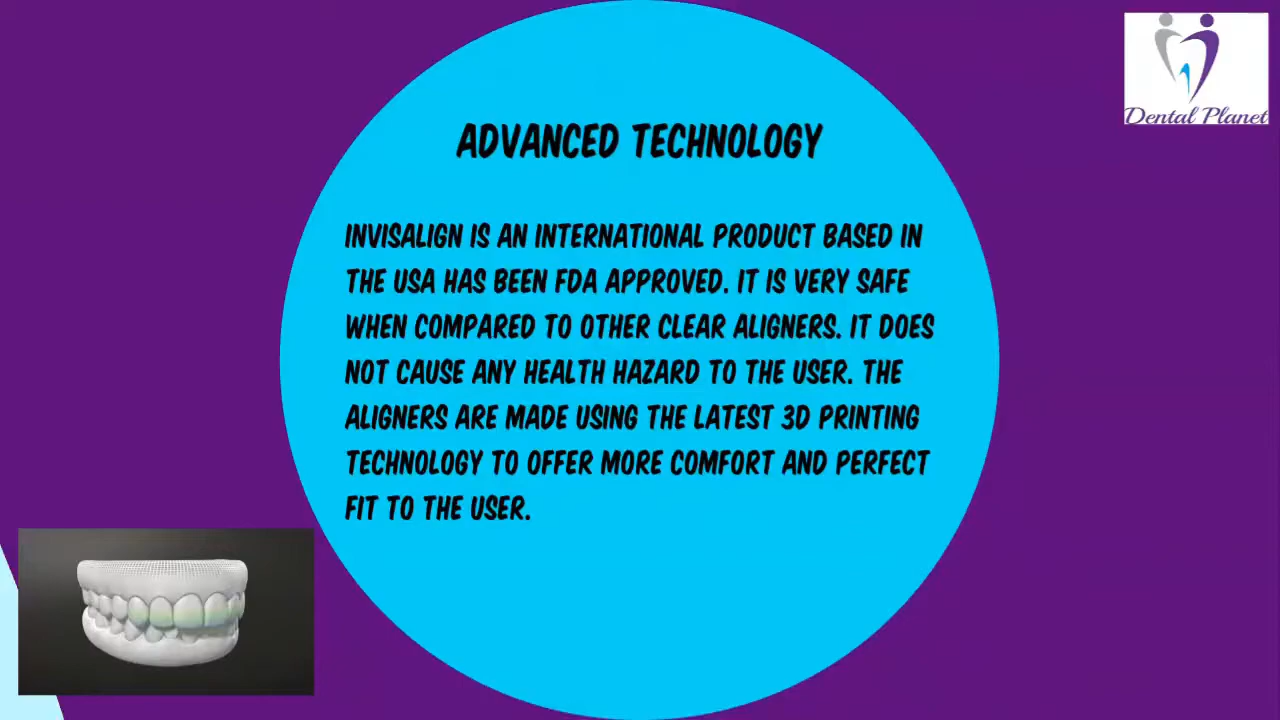 Dental Planet
ADVANCED TECHNOLOGY
INVISALIGN IS AN INTERNATIONAL PRODUCT BASED IN
THE USA HAS BEEN FDA APPROVED. IT IS VERY SAFE
WHEN COMPARED TO OTHER CLEAR ALIGNERS. IT DOES
NOT CAUSE ANY HEALTH HAZARD TO THE USER. THE
ALIGNERS ARE MADE USING THE LATEST 3D PRINTING
TECHNOLOGY TO OFFER MORE COMFORT AND PERFECT
FIT TO THE USER.